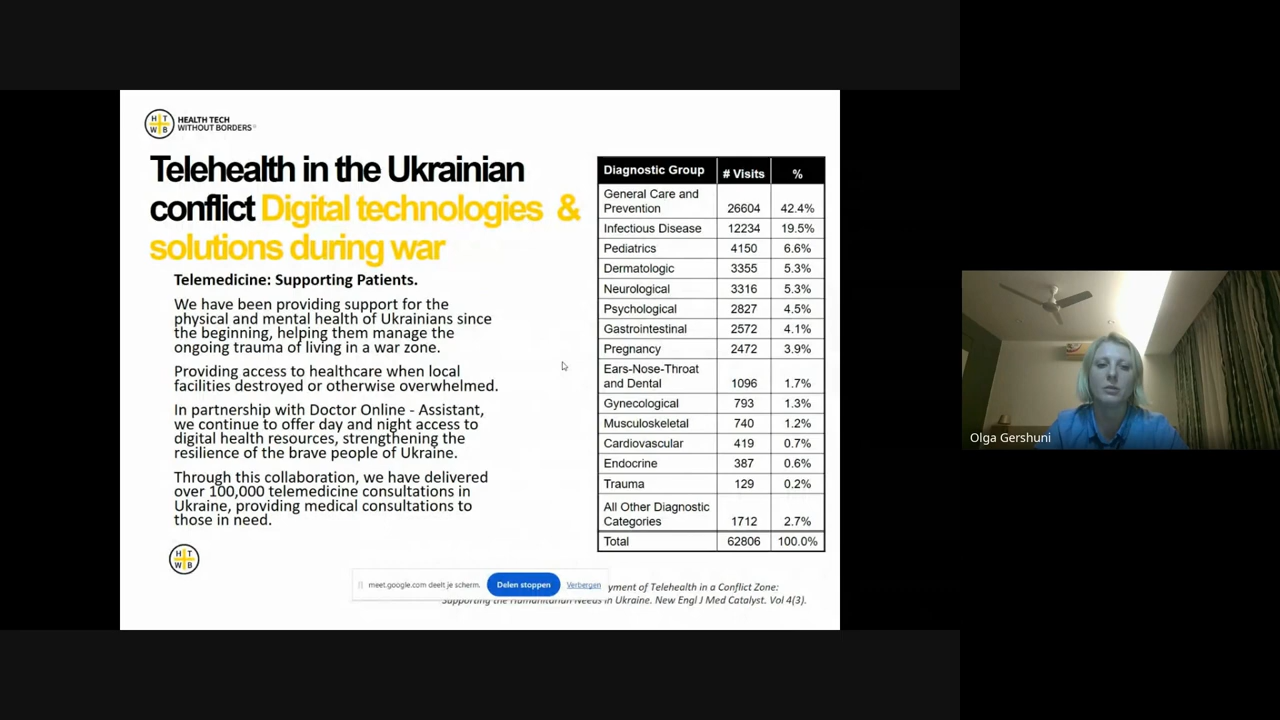 HEALTH TECH
WITHOUT BORDERS
Telehealth in the Ukrainian
conflict Digital technologies &
solutions during war
Telemedicine: Supporting Patients.
We have been providing support for the
physical and mental health of Ukrainians since
the beginning, helping them manage the
ongoing trauma of living in a war zone.
Providing access to healthcare when local
facilities destroyed or otherwise overwhelmed.
In partnership with Doctor Online - Assistant,
we continue to offer day and night access to
digital health resources, strengthening the
resilience of the brave people of Ukraine.
Through this collaboration, we have delivered
over 100,000 telemedicine consultations in
Ukraine, providing medical consultations to
those in need.
H T
W B
Diagnostic Group # Visits %
General Care and
Prevention 26604 42.4%
Infectious Disease 12234 19.5%
Pediatrics 4150 6.6%
Dermatologic 3355 5.3%
Neurological 3316 5.3%
Psychological 2827 4.5%
Gastrointestinal 2572 4.1%
Pregnancy 2472 3.9%
Ears-Nose-Throat
and Dental 1096 1.7%
Gynecological 793 1.3%
Musculoskeletal 740 1.2%
Cardiovascular 419 0.7%
Endocrine 387 0.6%
Trauma 129 0.2%
All Other Diagnostic
Categories 1712 2.7%
Total 62806 100.0%
meet.google.com deelt je scherm. Delen stoppen Verbergen
yment of Telehealth in a Conflict Zone:
Supporting the Humanitarian Needs in Ukraine. New Engl J Med Catalyst. Vol 4(3).
Olga Gershuni